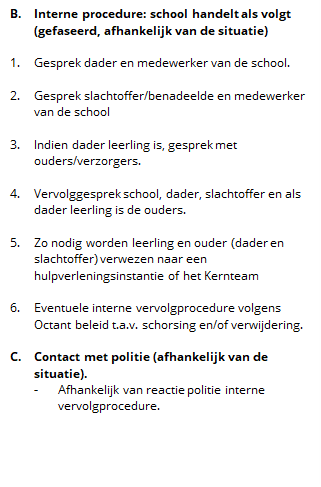 B. Interne procedure: school handelt als volgt
(gefaseerd, afhankelijk van de situatie)
1. Gesprek dader en medewerker van de school.
2. Gesprek slachtoffer/benadeelde en medewerker
van de school
3. Indien dader leerling is, gesprek met
ouders/verzorgers.
4. Vervolggesprek school, dader, slachtoffer en als
dader leerling is de ouders.
5. Zo nodig worden leerling en ouder (dader en
slachtoffer) verwezen naar een
hulpverleningsinstantie of het Kernteam
6. Eventuele interne vervolgprocedure volgens
Octant beleid t.a.v. schorsing en/of verwijdering.
C. Contact met politie (afhankelijk van de
situatie).
- Afhankelijk van reactie politie interne
vervolgprocedure.